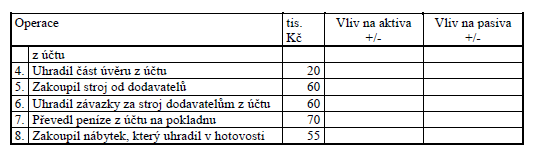 Operace tis. Vliv na aktiva Vliv na pasiva
Kč +/- +/-
z účtu
4. Uhradil část úvěru z účtu 20
5. Zakoupil stroj od dodavatelů 60
6. Uhradil závazky za stroj dodavatelům z účtu 60
7. Převedl peníze z účtu na pokladnu 70
8. Zakoupil nábytek, který uhradil v hotovosti 55